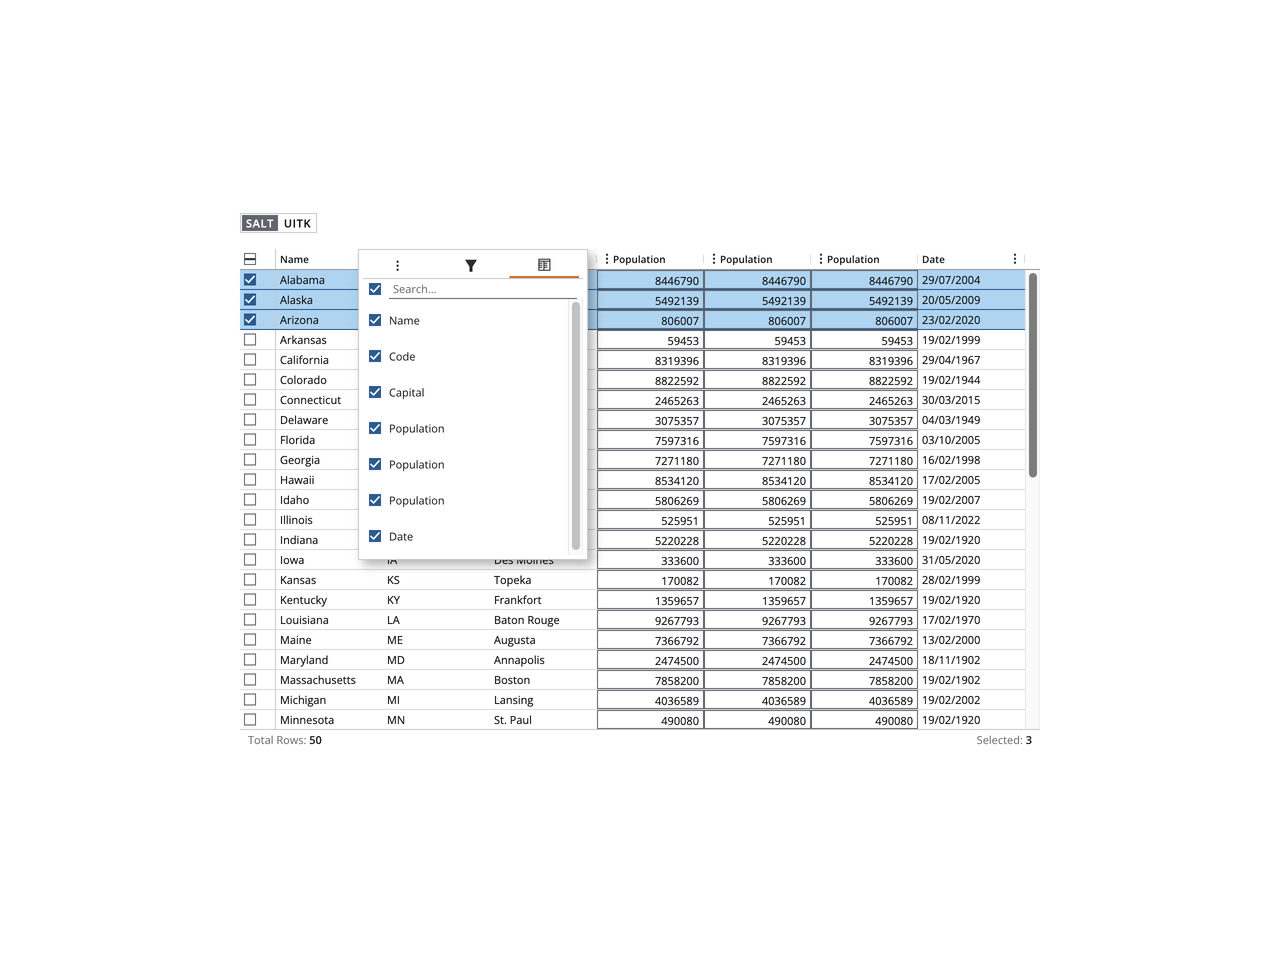 SALT UITK
Name Population Population Population Date
Search...
Name
Code
Capital
Population
Population
Population
Date
Alabama 8446790 8446790 8446790 29/07/2004
Alaska 5492139 5492139 5492139 20/05/2009
Arizona 806007 806007 806007 23/02/2020
Arkansas 59453 59453 59453 19/02/1999
California 8319396 8319396 8319396 29/04/1967
Colorado 8822592 8822592 8822592 19/02/1944
Connecticut 2465263 2465263 2465263 30/03/2015
Delaware 3075357 3075357 3075357 04/03/1949
Florida 7597316 7597316 7597316 03/10/2005
Georgia 7271180 7271180 7271180 16/02/1998
Hawaii 8534120 8534120 8534120 17/02/2005
Idaho 5806269 5806269 5806269 19/02/2007
Illinois 525951 525951 525951 08/11/2022
Indiana 5220228 5220228 5220228 19/02/1920
Iowa IA Des Moines 333600 333600 333600 31/05/2020
Kansas KS Topeka 170082 170082 170082 28/02/1999
Kentucky KY Frankfort 1359657 1359657 1359657 19/02/1920
Louisiana LA Baton Rouge 9267793 9267793 9267793 17/02/1970
Maine ME Augusta 7366792 7366792 7366792 13/02/2000
Maryland MD Annapolis 2474500 2474500 2474500 18/11/1902
Massachusetts MA Boston 7858200 7858200 7858200 19/02/1902
Michigan MI Lansing 4036589 4036589 4036589 19/02/2002
Minnesota MN St. Paul 490080 490080 490080 19/02/1920
Total Rows: 50 Selected: 3